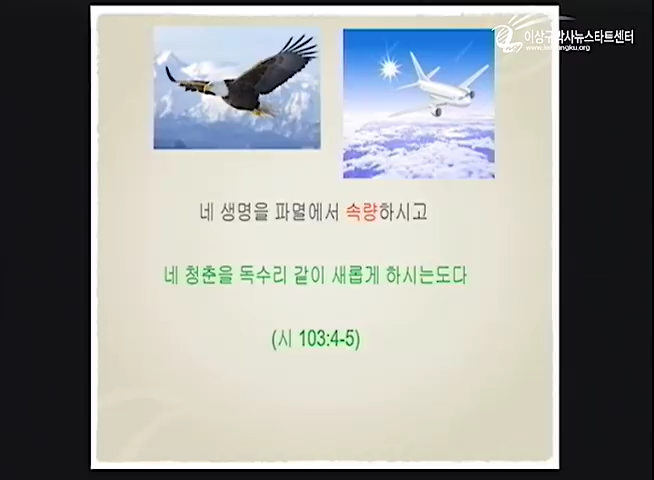 이상구박사뉴스타트센터
네 생명을 파멸에서 속량하시고
네 청춘을 독수리 같이 새롭게 하시는도다
(시 103:4-5)